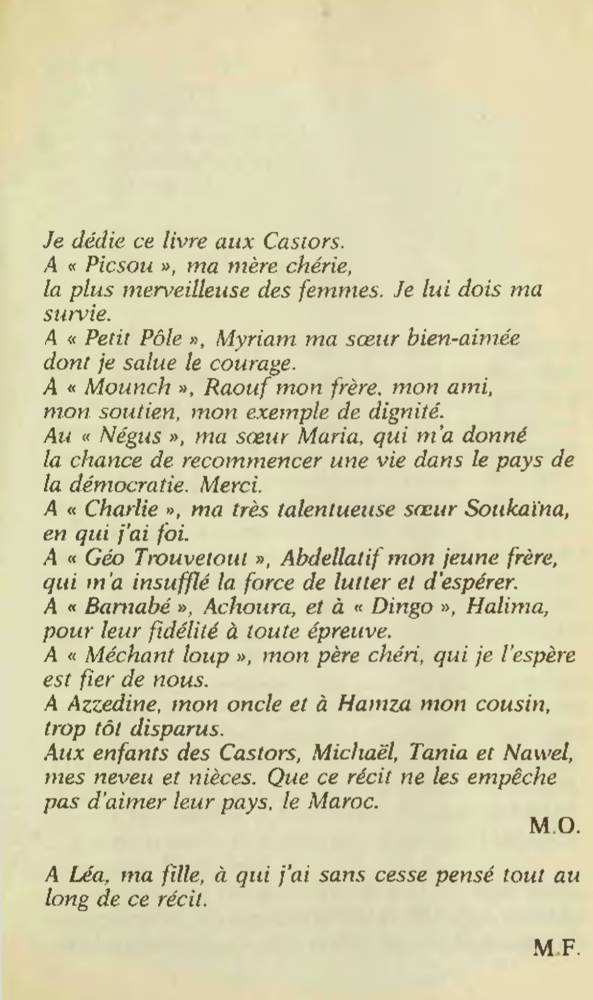 Je dédie ce livre aux Castors.
A « Picsou », ma mère chérie,
la plus merveilleuse des femmes. Je lui dois ma
survie.
A « Petit Pôle », Myriam ma sœur bien-aimée
dont je salue le courage.
A « Mounch », Raouf mon frère, mon ami,
mon soutien, mon exemple de dignité.
Au « Négus », ma sœur Maria, qui m'a donné
la chance de recommencer une vie dans le pays de
la démocratie. Merci.
A « Charlie », ma très talentueuse sœur Soukaïna,
en qui j'ai foi.
A « Géo Trouvetout », Abdellatif mon jeune frère,
qui m'a insufflé la force de lutter et d'espérer.
A « Barnabé », Achoura, et à « Dingo », Halima,
pour leur fidélité à toute épreuve.
A « Méchant loup », mon père chéri, qui je l'espère
est fier de nous.
A Azzedine, mon oncle et à Hamza mon cousin,
trop tôt disparus.
Aux enfants des Castors, Michaël, Tania et Nawel,
mes neveu et nièces. Que ce récit ne les empêche
pas d'aimer leur pays, le Maroc.
M.O.
A Léa, ma fille, à qui j'ai sans cesse pensé tout au
long de ce récit.
M.F.